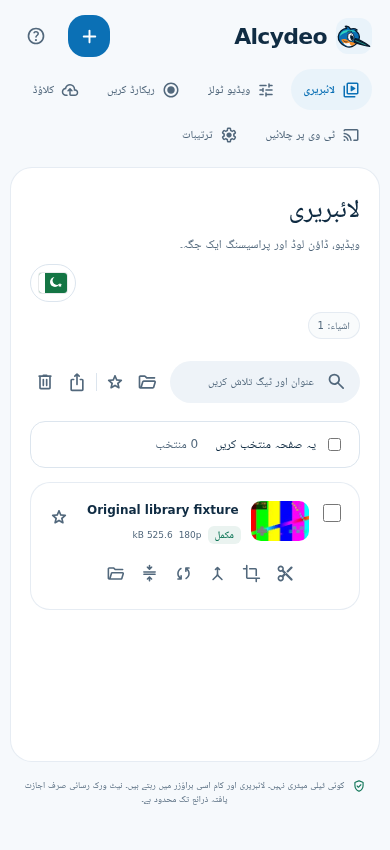 Alcydeo
لائبریری
ویڈیو ٹولز
ریکارڈ کریں
کلاؤڈ
ٹی وی پر چلائیں
ترتیبات
لائبریری
ویڈیو، ڈاؤن لوڈ اور پراسیسنگ ایک جگہ۔
اشیاء: 1
عنوان اور ٹیگ تلاش کریں
یہ صفحہ منتخب کریں
0 منتخب
Original library fixture
مکمل 180p 525.6 kB
کوئی ٹیلی میٹری نہیں۔ لائبریری اور کام اسی براؤزر میں رہتے ہیں۔ نیٹ ورک رسائی صرف اجازت
یافتہ ذرائع تک محدود ہے۔